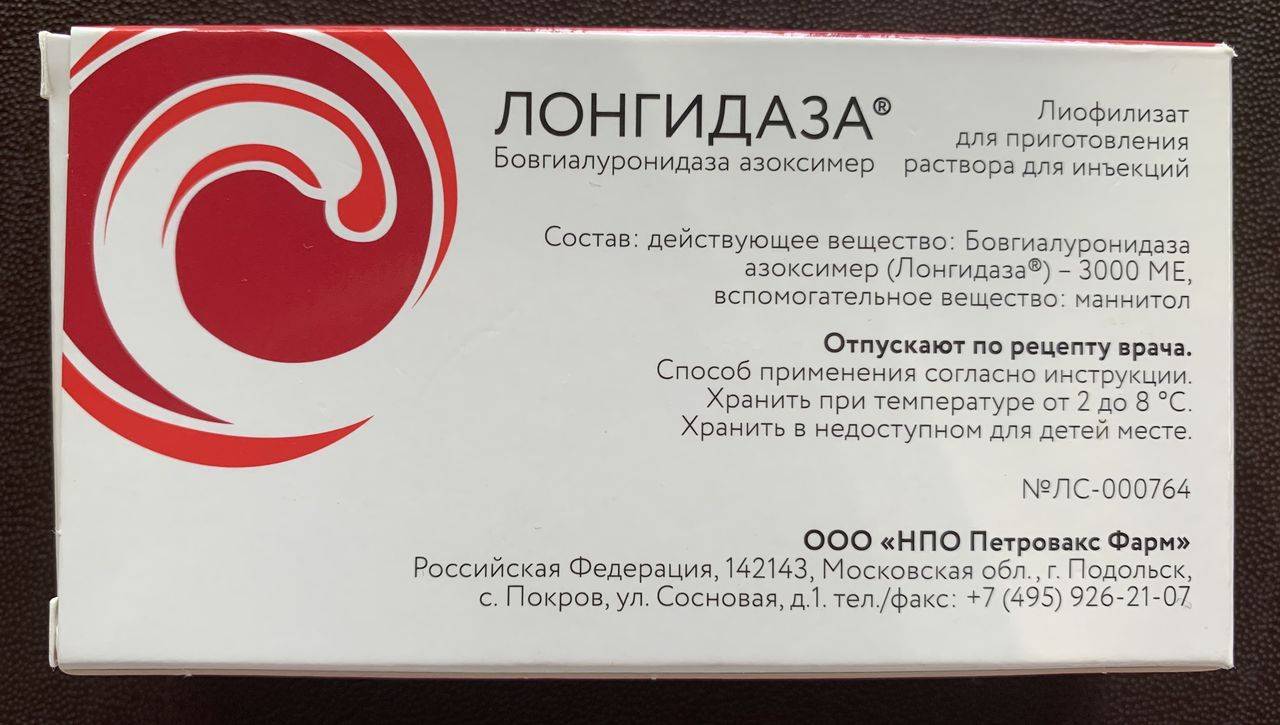 ЛОНГИДАЗА®
Бовгиалуронидаза азоксимер
Лиофилизат
для приготовления
раствора для инъекций
Состав: действующее вещество: Бовгиалуронидаза
азоксимер (Лонгидаза®) – 3000 МЕ,
вспомогательное вещество: маннитол
Отпускают по рецепту врача.
Способ применения согласно инструкции.
Хранить при температуре от 2 до 8 °С.
Хранить в недоступном для детей месте.
№ЛС-000764
ООО «НПО Петровакс Фарм»
Российская Федерация, 142143, Московская обл., г. Подольск,
с. Покров, ул. Сосновая, д.1. тел./факс: +7 (495) 926-21-07